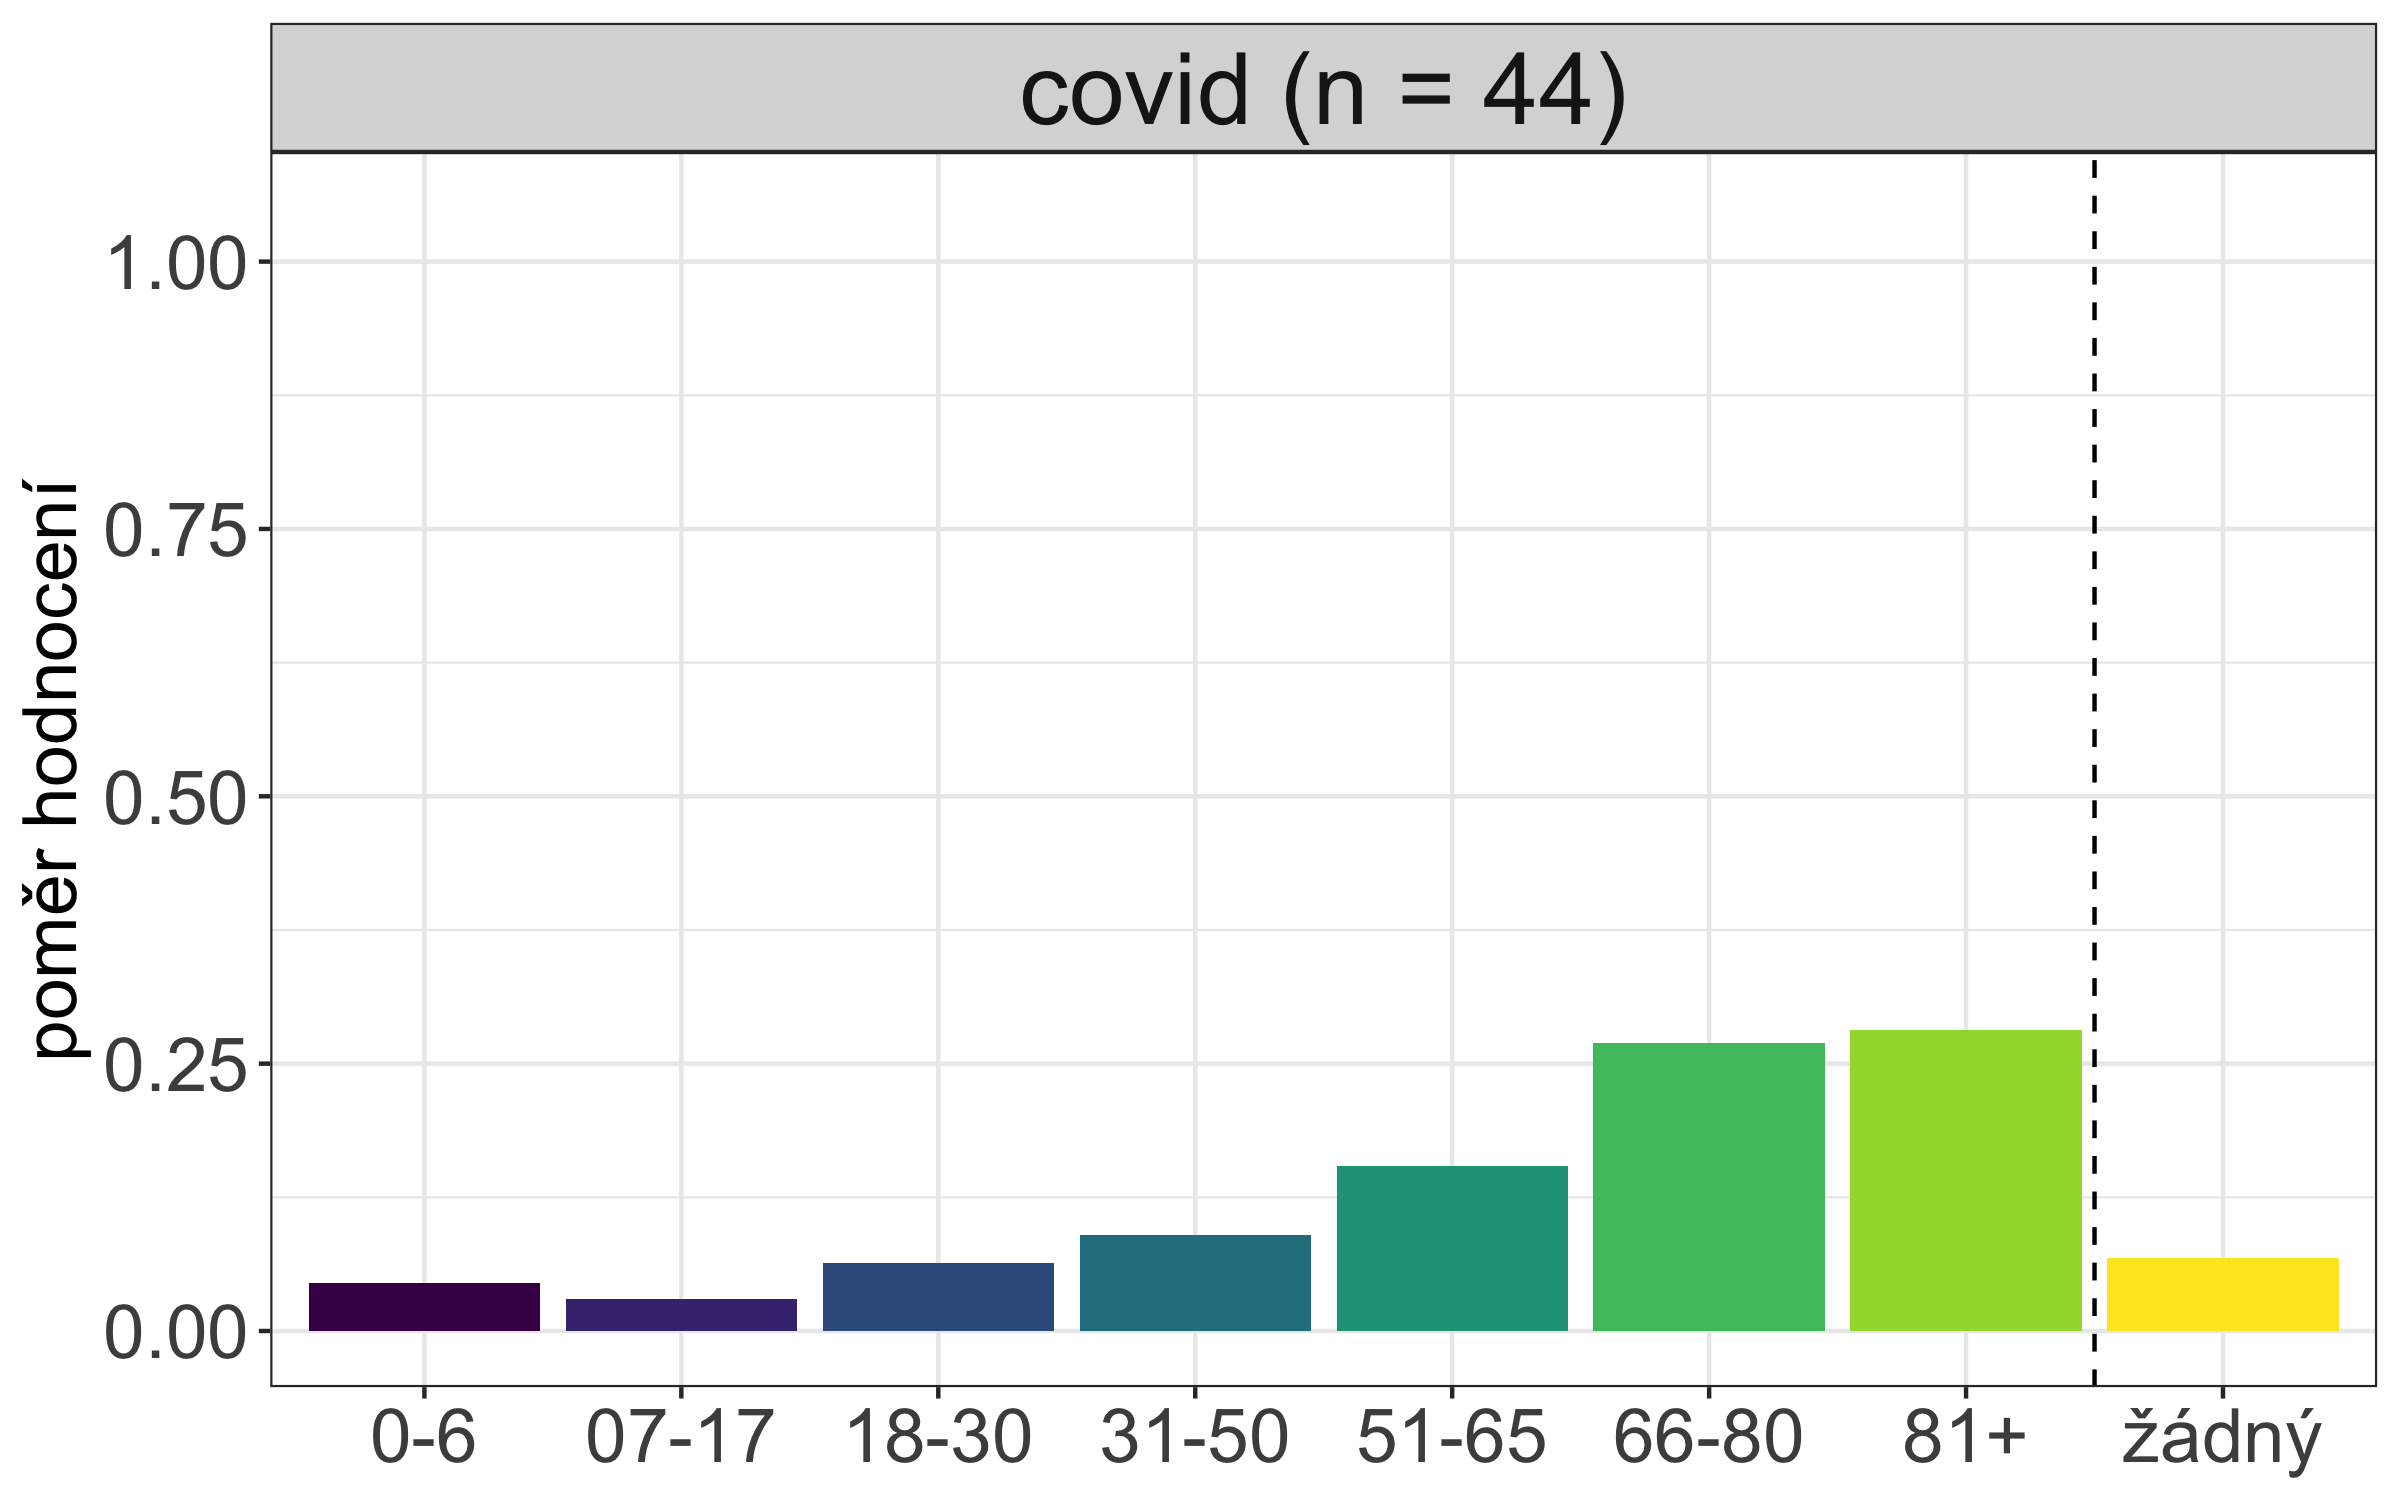 covid (n = 44)
poměr hodnocení
1.00
0.75
0.50
0.25
0.00
0-6 07-17 18-30 31-50 51-65 66-80 81+ žádný